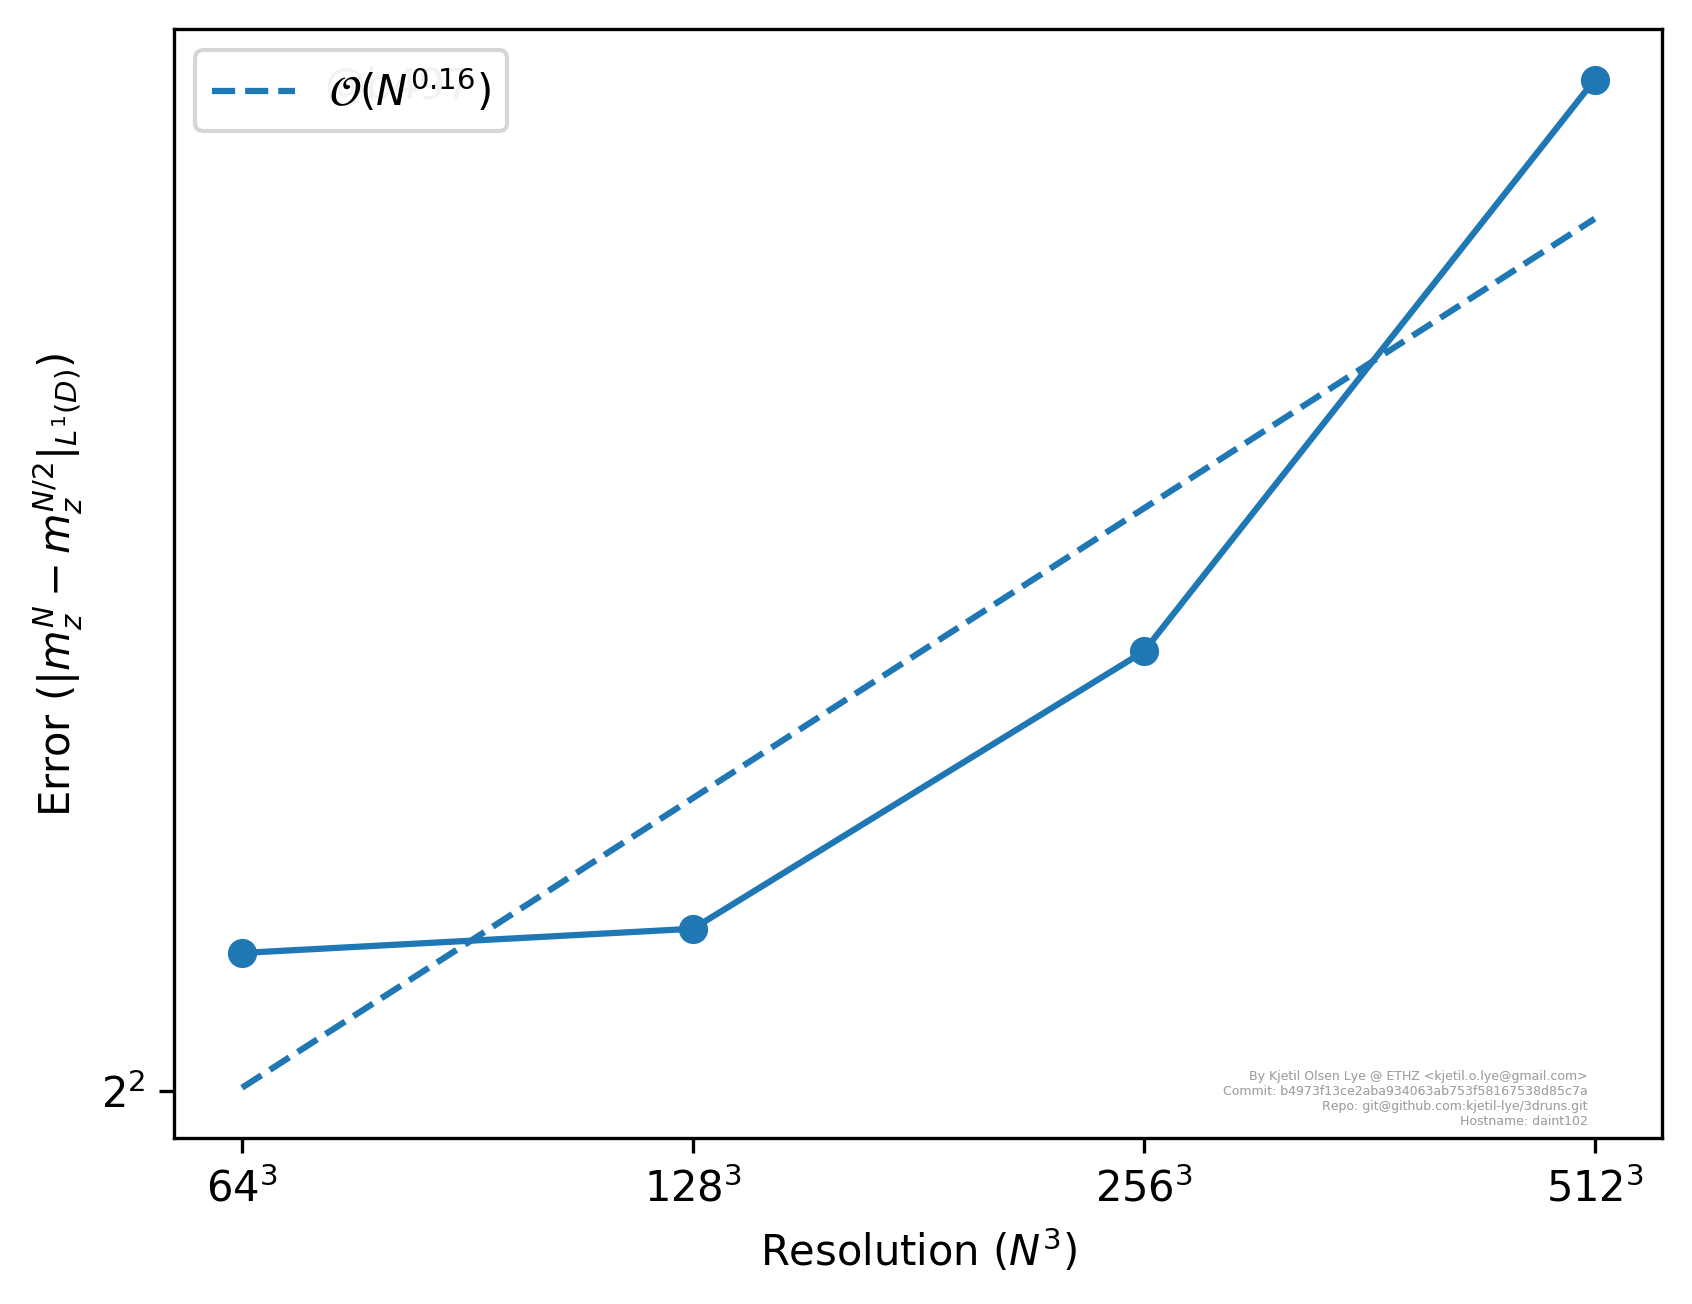 𝒪(N^0.16)
Error (|m_z^N − m_z^{N/2}|_{L^1(D)})
2^2
64^3 128^3 256^3 512^3
Resolution (N^3)
By Kjetil Olsen Lye @ ETHZ <kjetil.o.lye@gmail.com>
Commit: b4973f13ce2aba934063ab753f58167538d85c7a
Repo: git@github.com:kjetil-lye/3druns.git
Hostname: daint102